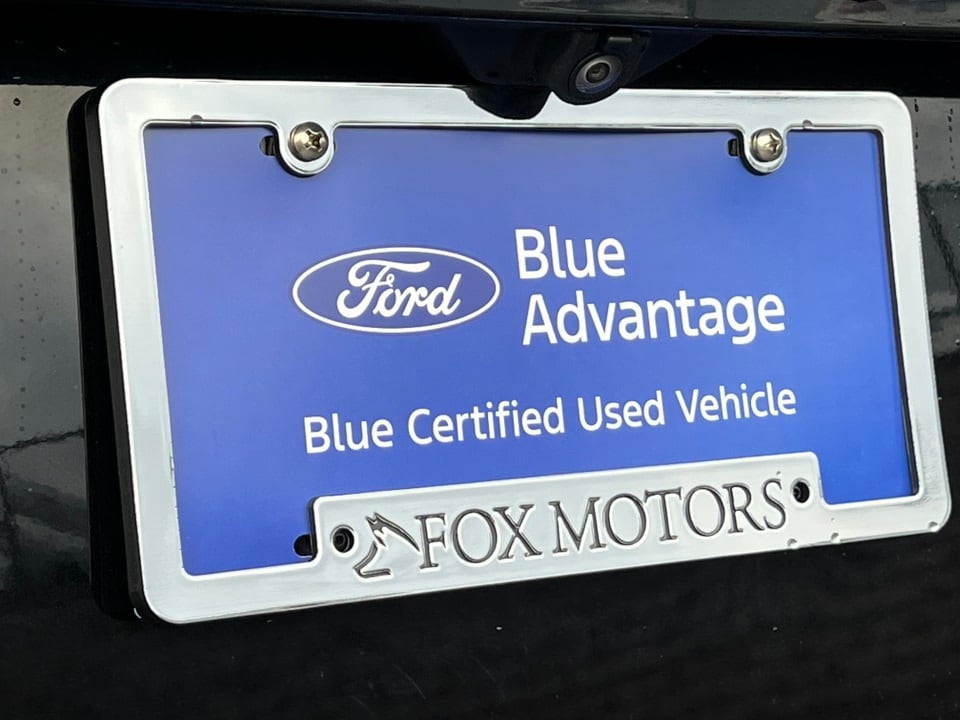 Ford
Blue
Advantage
Blue Certified Used Vehicle
FOX MOTORS